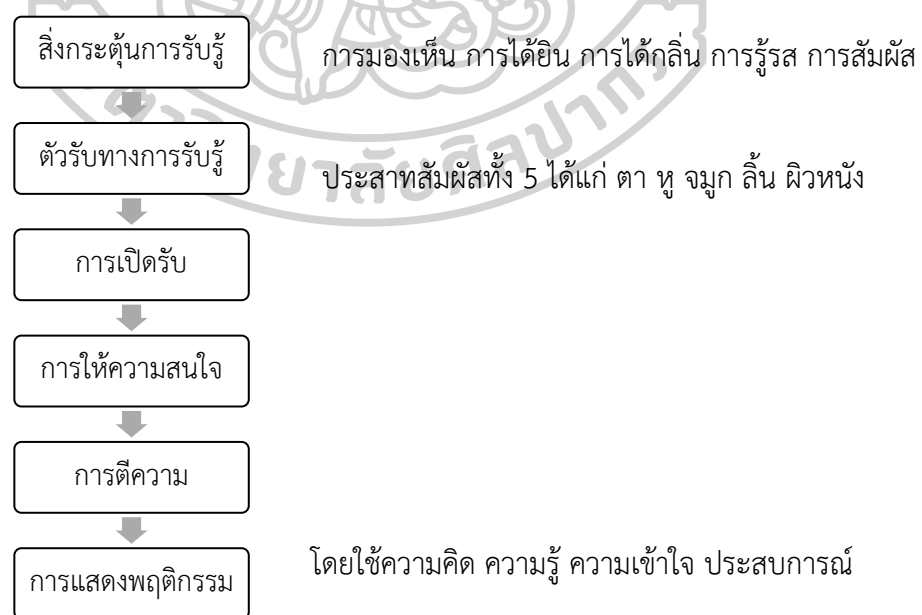 สิ่งกระตุ้นการรับรู้ การมองเห็น การได้ยิน การได้กลิ่น การรู้รส การสัมผัส
ตัวรับทางการรับรู้ ประสาทสัมผัสทั้ง 5 ได้แก่ ตา หู จมูก ลิ้น ผิวหนัง
การเปิดรับ
การให้ความสนใจ
การตีความ
การแสดงพฤติกรรม โดยใช้ความคิด ความรู้ ความเข้าใจ ประสบการณ์